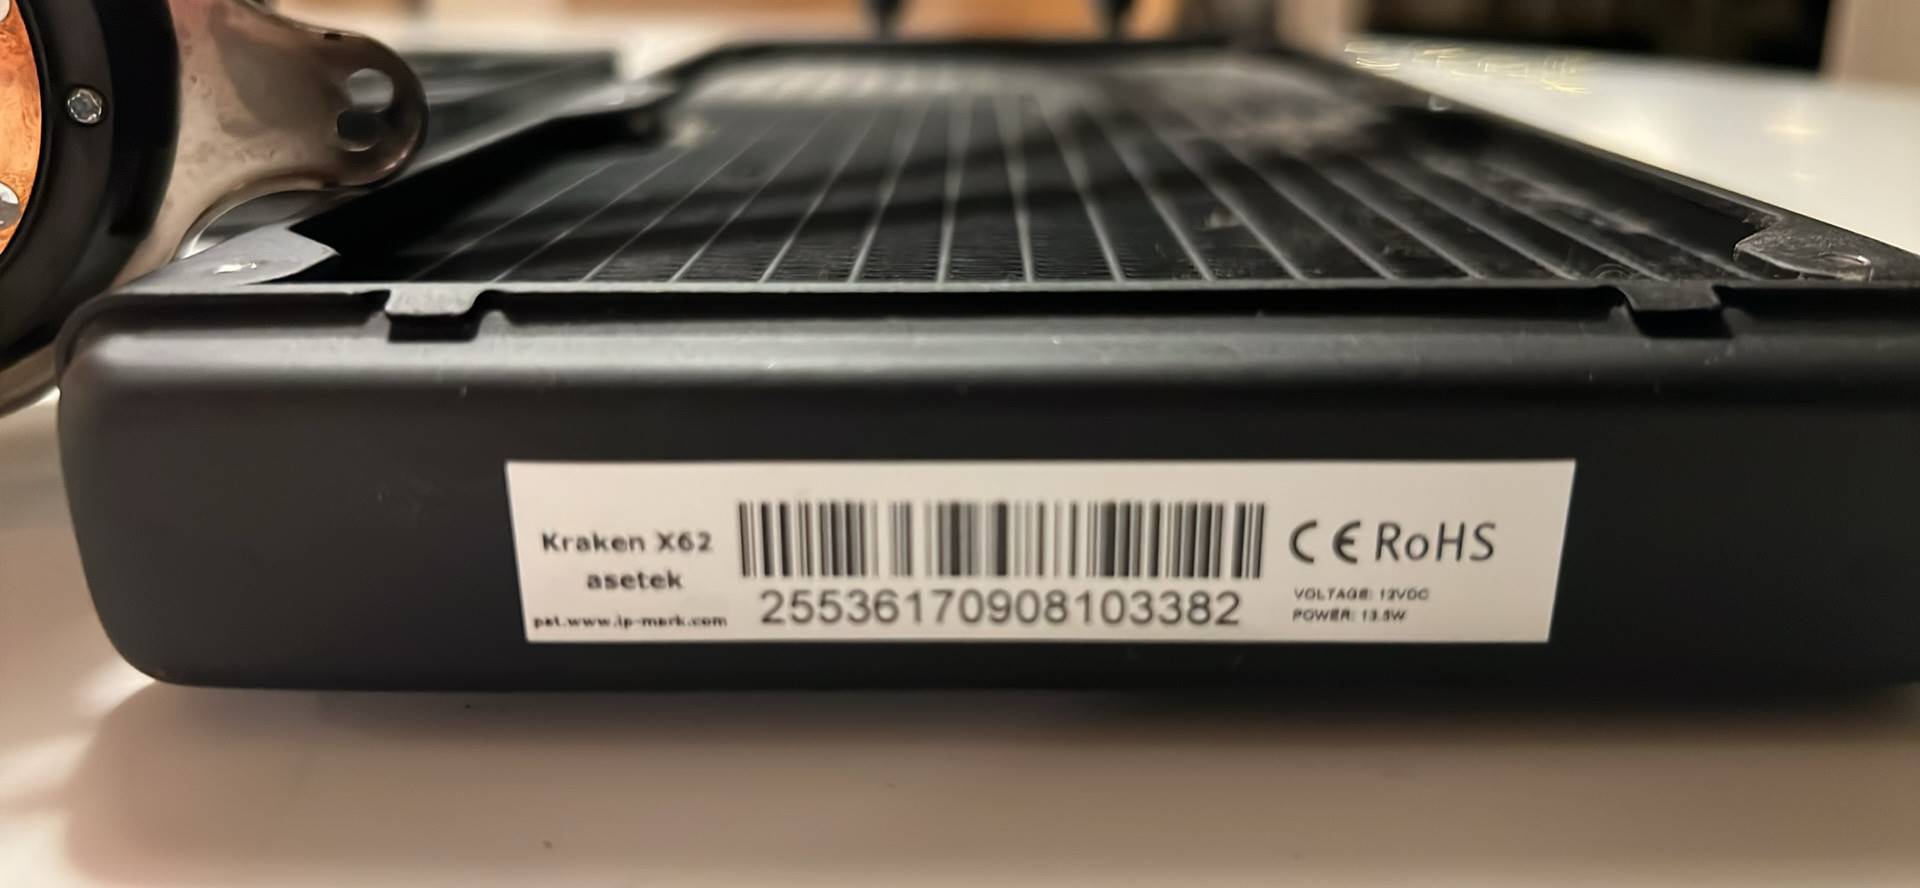 Kraken X62
asetek
pat.www.ip-mark.com
25536170908103382
CE RoHS
VOLTAGE: 12VDC
POWER: 13.5W